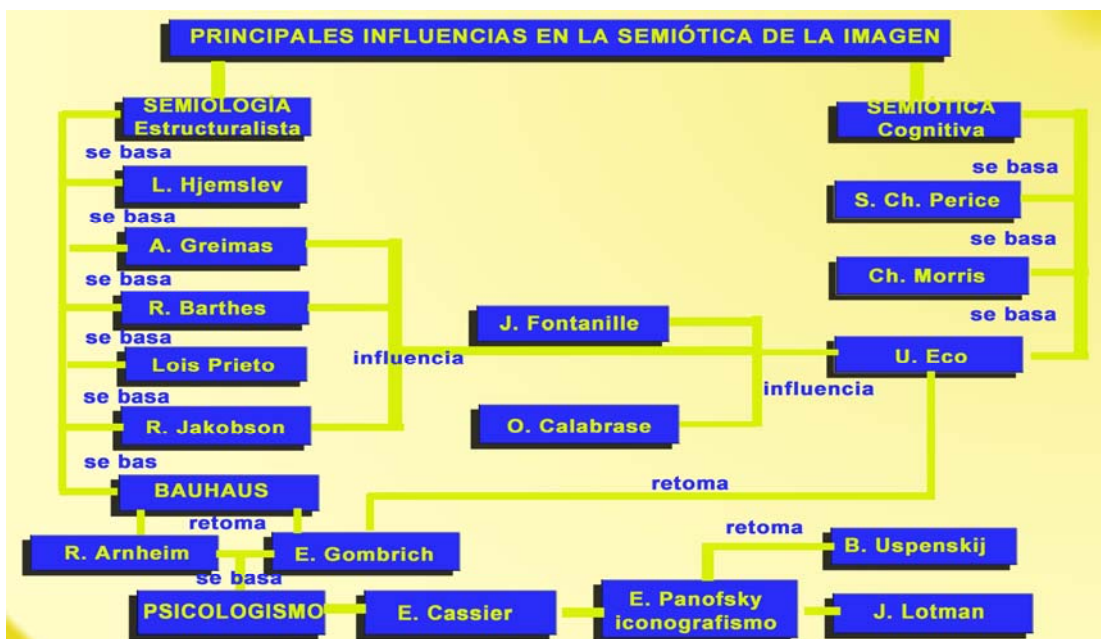 PRINCIPALES INFLUENCIAS EN LA SEMIÓTICA DE LA IMAGEN
SEMIOLOGÍA
Estructuralista
se basa
L. Hjemslev
se basa
A. Greimas
se basa
R. Barthes
se basa
Lois Prieto
se basa
R. Jakobson
se bas
BAUHAUS
retoma
R. Arnheim
E. Gombrich
se basa
PSICOLOGISMO
E. Cassier
E. Panofsky
iconografismo
retoma
B. Uspenskij
J. Lotman
influencia
J. Fontanille
O. Calabrase
influencia
retoma
SEMIÓTICA
Cognitiva
se basa
S. Ch. Perice
se basa
Ch. Morris
se basa
U. Eco